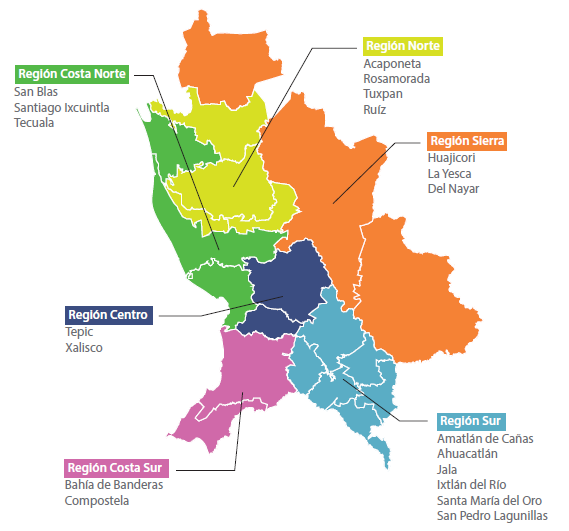 Región Norte
Acaponeta
Rosamorada
Tuxpan
Ruíz
Región Costa Norte
San Blas
Santiago Ixcuintla
Tecuala
Región Sierra
Huajicori
La Yesca
Del Nayar
Región Centro
Tepic
Xalisco
Región Sur
Amatlán de Cañas
Ahuacatlán
Jala
Ixtlán del Río
Santa María del Oro
San Pedro Lagunillas
Región Costa Sur
Bahía de Banderas
Compostela